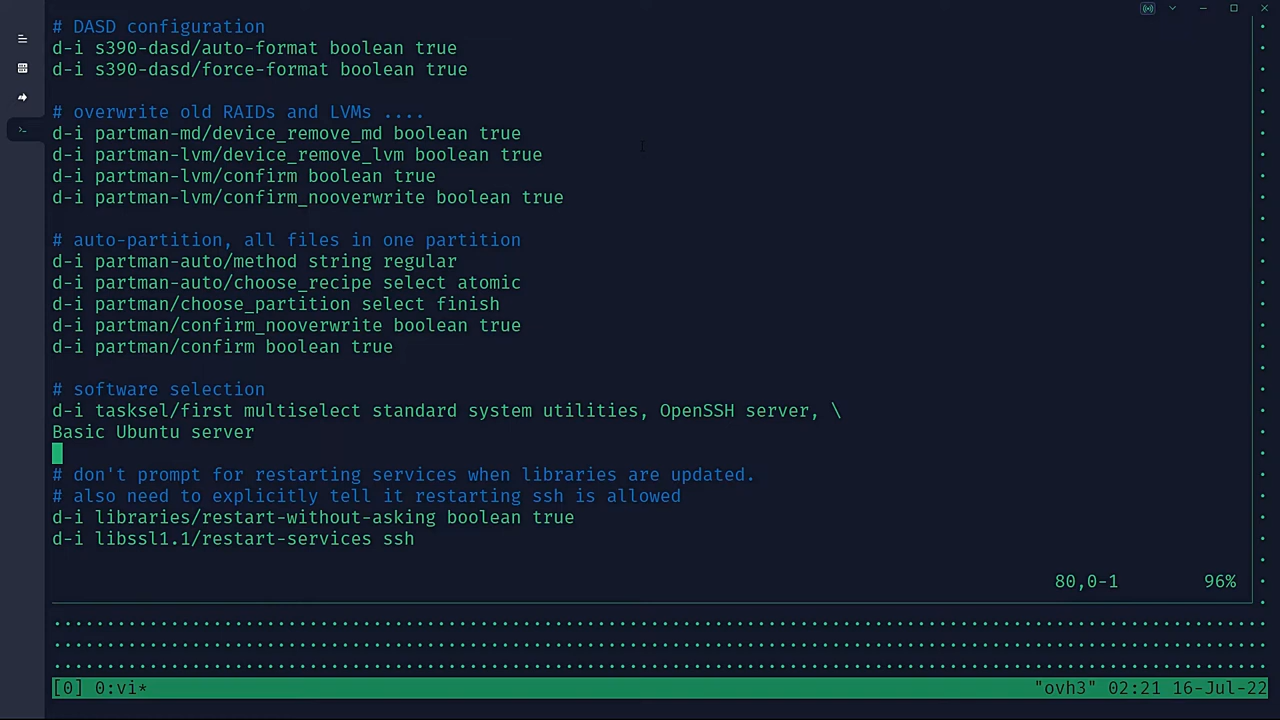 # DASD configuration
d-i s390-dasd/auto-format boolean true
d-i s390-dasd/force-format boolean true
# overwrite old RAIDs and LVMs ....
d-i partman-md/device_remove_md boolean true
d-i partman-lvm/device_remove_lvm boolean true
d-i partman-lvm/confirm boolean true
d-i partman-lvm/confirm_nooverwrite boolean true
# auto-partition, all files in one partition
d-i partman-auto/method string regular
d-i partman-auto/choose_recipe select atomic
d-i partman/choose_partition select finish
d-i partman/confirm_nooverwrite boolean true
d-i partman/confirm boolean true
# software selection
d-i tasksel/first multiselect standard system utilities, OpenSSH server, \
Basic Ubuntu server
# don't prompt for restarting services when libraries are updated.
# also need to explicitly tell it restarting ssh is allowed
d-i libraries/restart-without-asking boolean true
d-i libssl1.1/restart-services ssh
80,0-1 96%
[0] 0:vi* "ovh3" 02:21 16-Jul-22